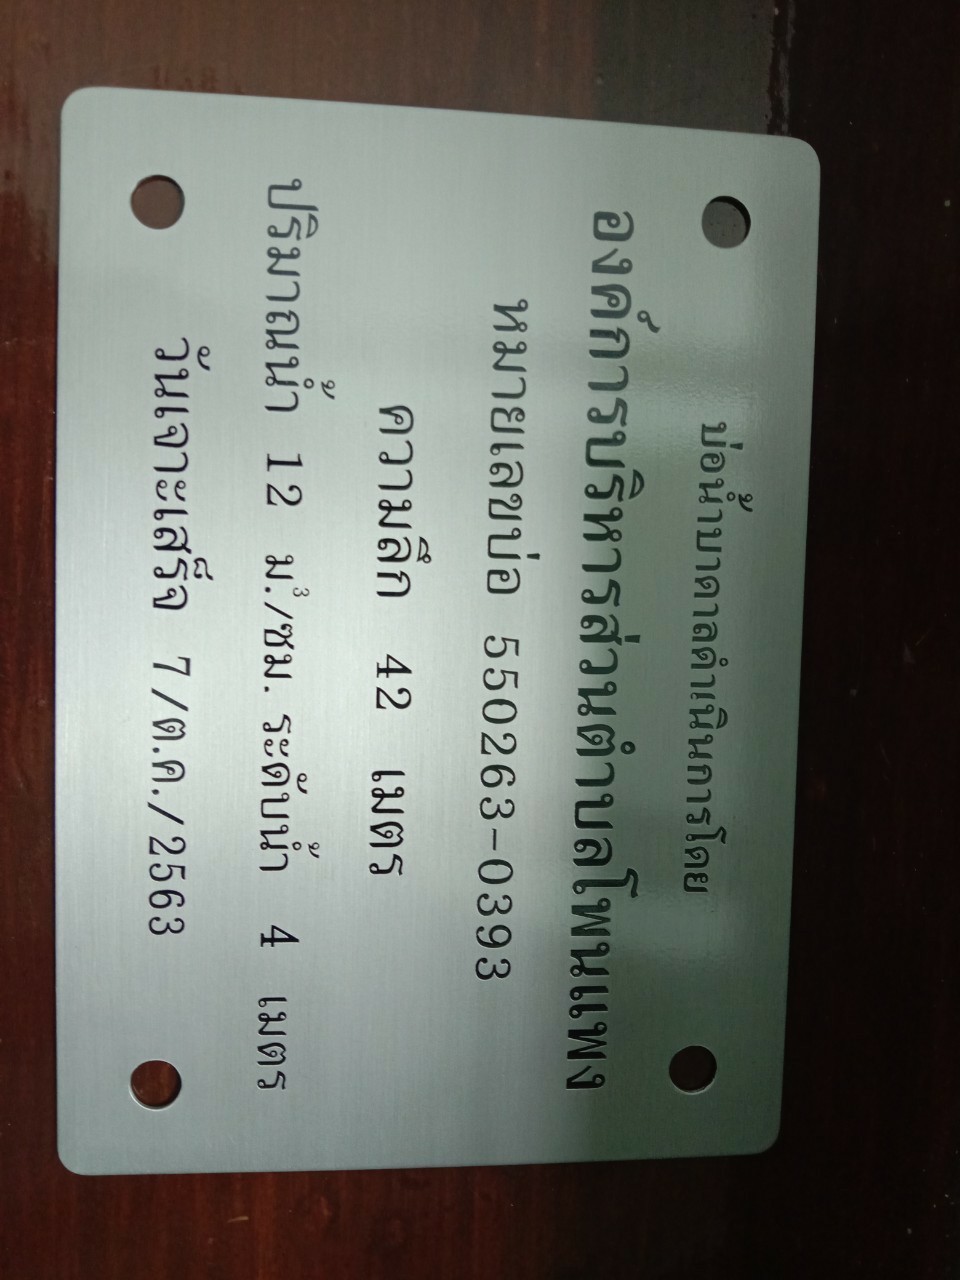 บ่อน้ำบาดาลดำเนินการโดย
องค์การบริหารส่วนตำบลโพนแพง
หมายเลขบ่อ 550263-0393
ความลึก 42 เมตร
ปริมาณน้ำ 12 ม³./ชม. ระดับน้ำ 4 เมตร
วันเจาะเสร็จ 7/ต.ค./2563